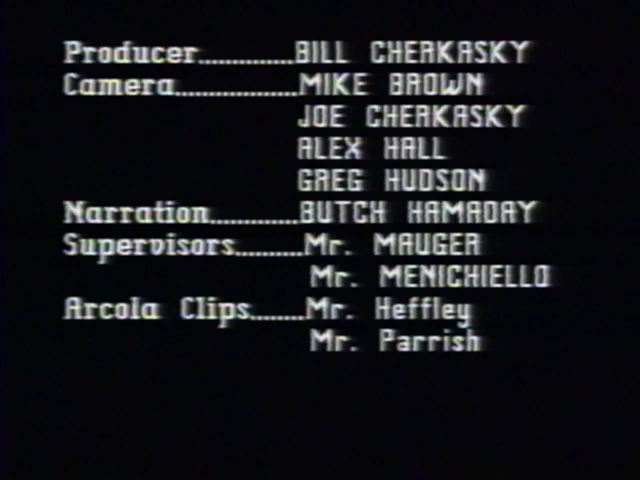 Producer..............BILL CHERKASKY
Camera..................MIKE BROWN
JOE CHERKASKY
ALEX HALL
GREG HUDSON
Narration.............BUTCH HAMADAY
Supervisors..........Mr. MAUGER
Mr. MENICHIELLO
Arcola Clips........Mr. Heffley
Mr. Parrish